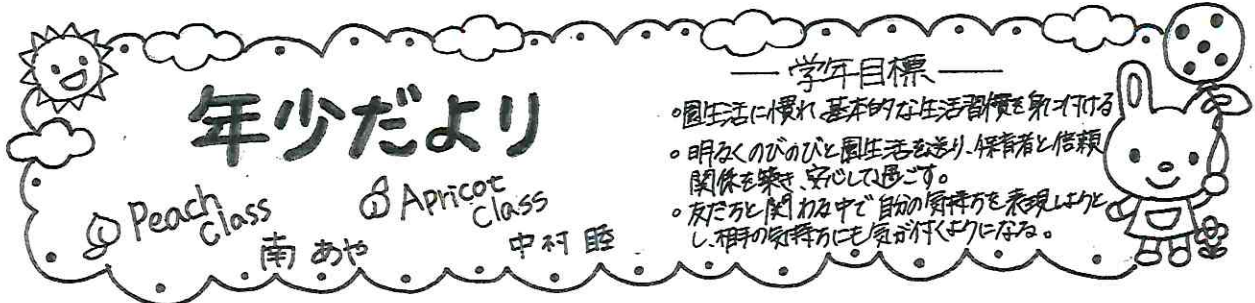 年少だより
Peach Class
南 あや
Apricot Class
中村 睦
― 学年目標 ―
。園生活に慣れ、基本的な生活習慣を身に付ける
。明るくのびのびと園生活を送り、保育者と信頼
関係を築き、安心して過ごす。
。友だちと関わる中で自分の気持ちを表現しようと
し、相手の気持ちにも気が付くようになる。